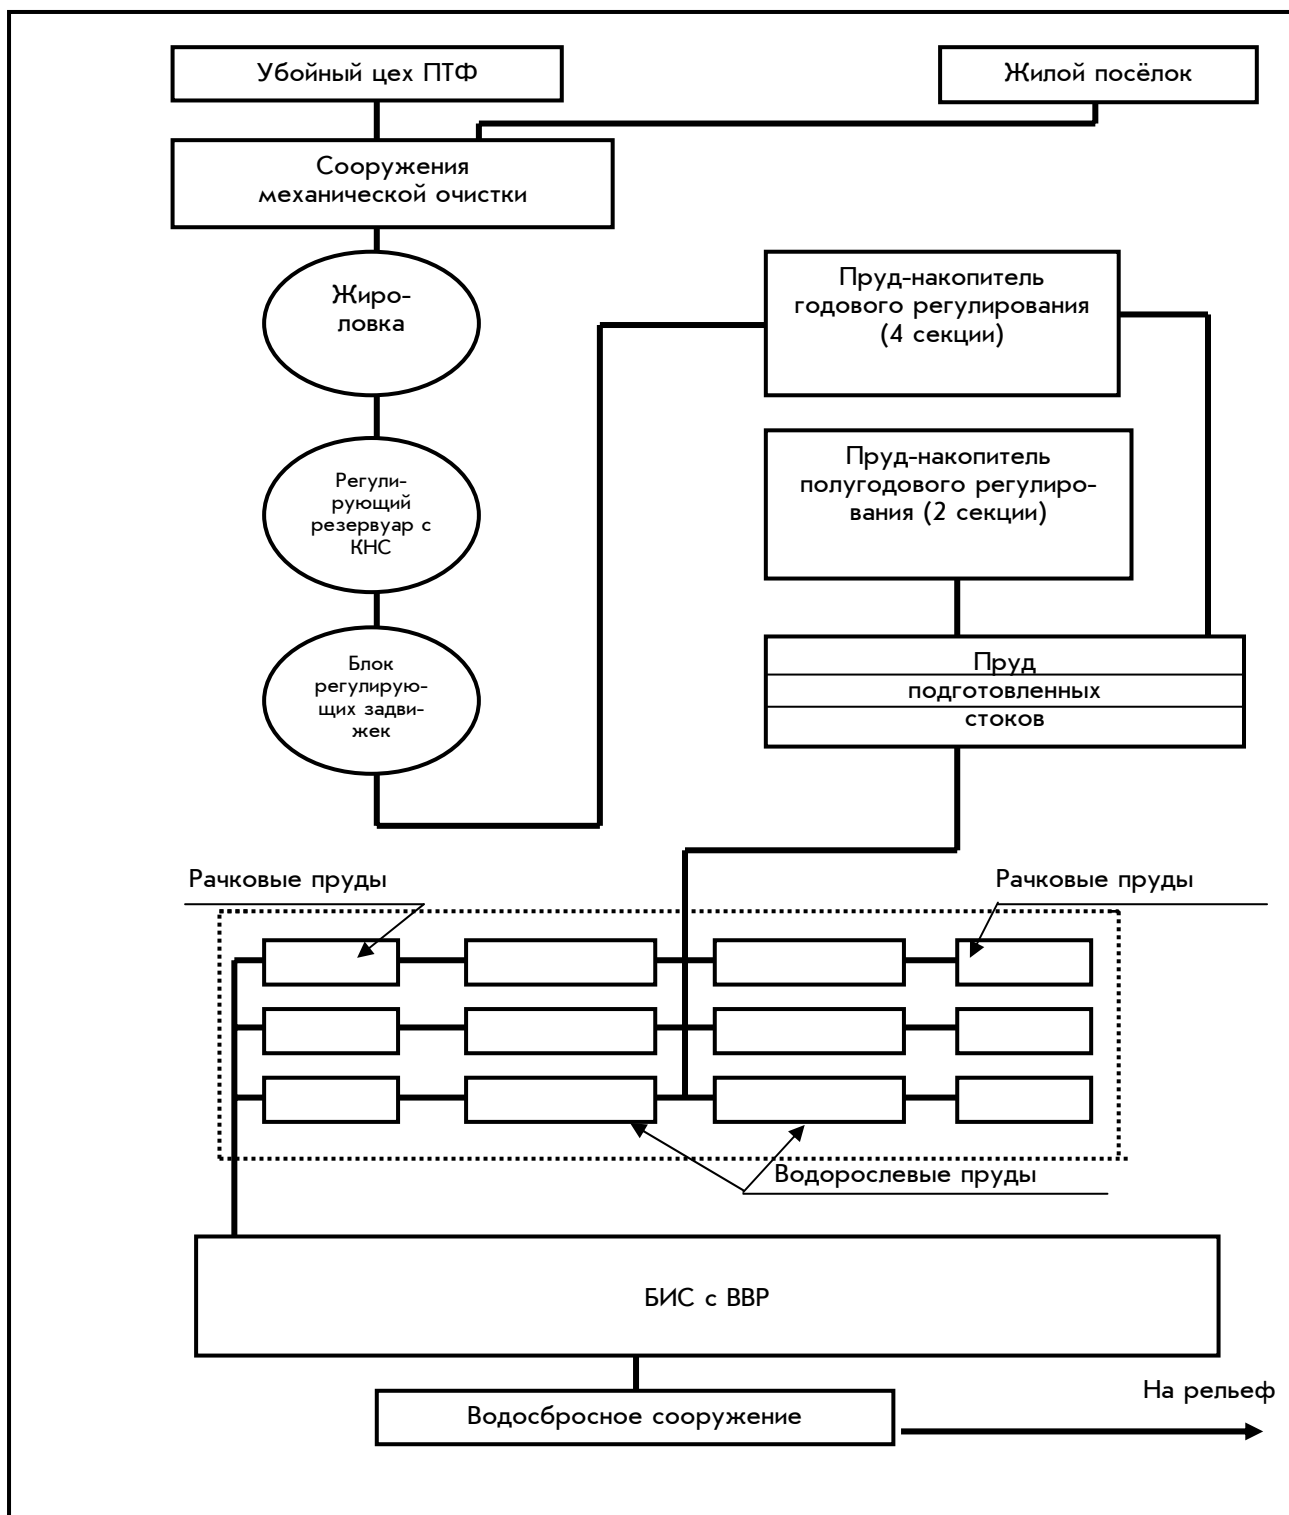 Убойный цех ПТФ
Жилой посёлок
Сооружения
механической очистки
Жиро-
ловка
Пруд-накопитель
годового регулирования
(4 секции)
Регули-
рующий
резервуар с
КНС
Пруд-накопитель
полугодового регулиро-
вания (2 секции)
Блок
регулирую-
щих задви-
жек
Пруд
подготовленных
стоков
Рачковые пруды
Рачковые пруды
Водорослевые пруды
БИС с ВВР
Водосбросное сооружение
На рельеф